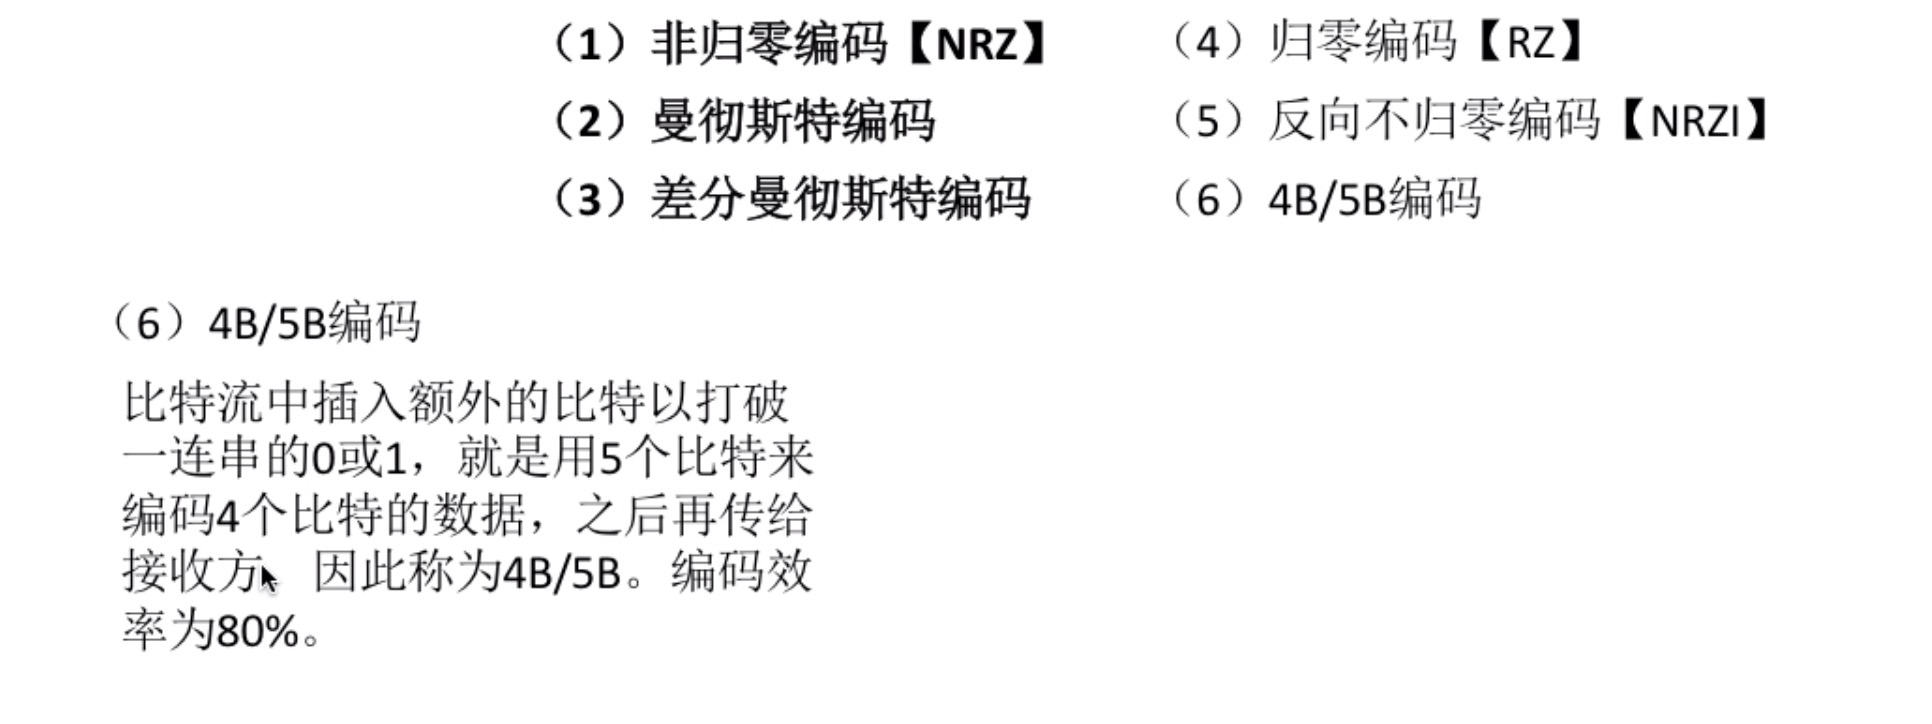 （1）非归零编码【NRZ】 （4）归零编码【RZ】
（2）曼彻斯特编码 （5）反向不归零编码【NRZI】
（3）差分曼彻斯特编码 （6）4B/5B编码
（6）4B/5B编码
比特流中插入额外的比特以打破
一连串的0或1，就是用5个比特来
编码4个比特的数据，之后再传给
接收方，因此称为4B/5B。编码效
率为80%。